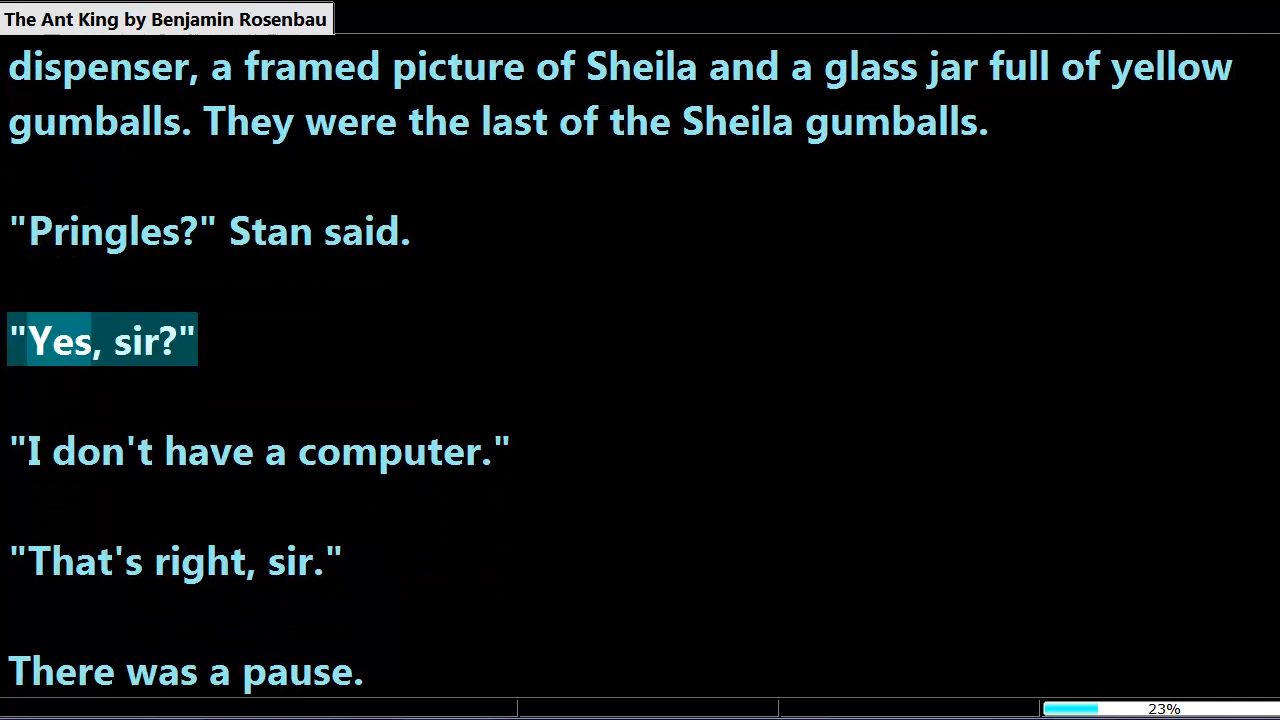 The Ant King by Benjamin Rosenbau
dispenser, a framed picture of Sheila and a glass jar full of yellow
gumballs. They were the last of the Sheila gumballs.
"Pringles?" Stan said.
"Yes, sir?"
"I don't have a computer."
"That's right, sir."
There was a pause.
23%